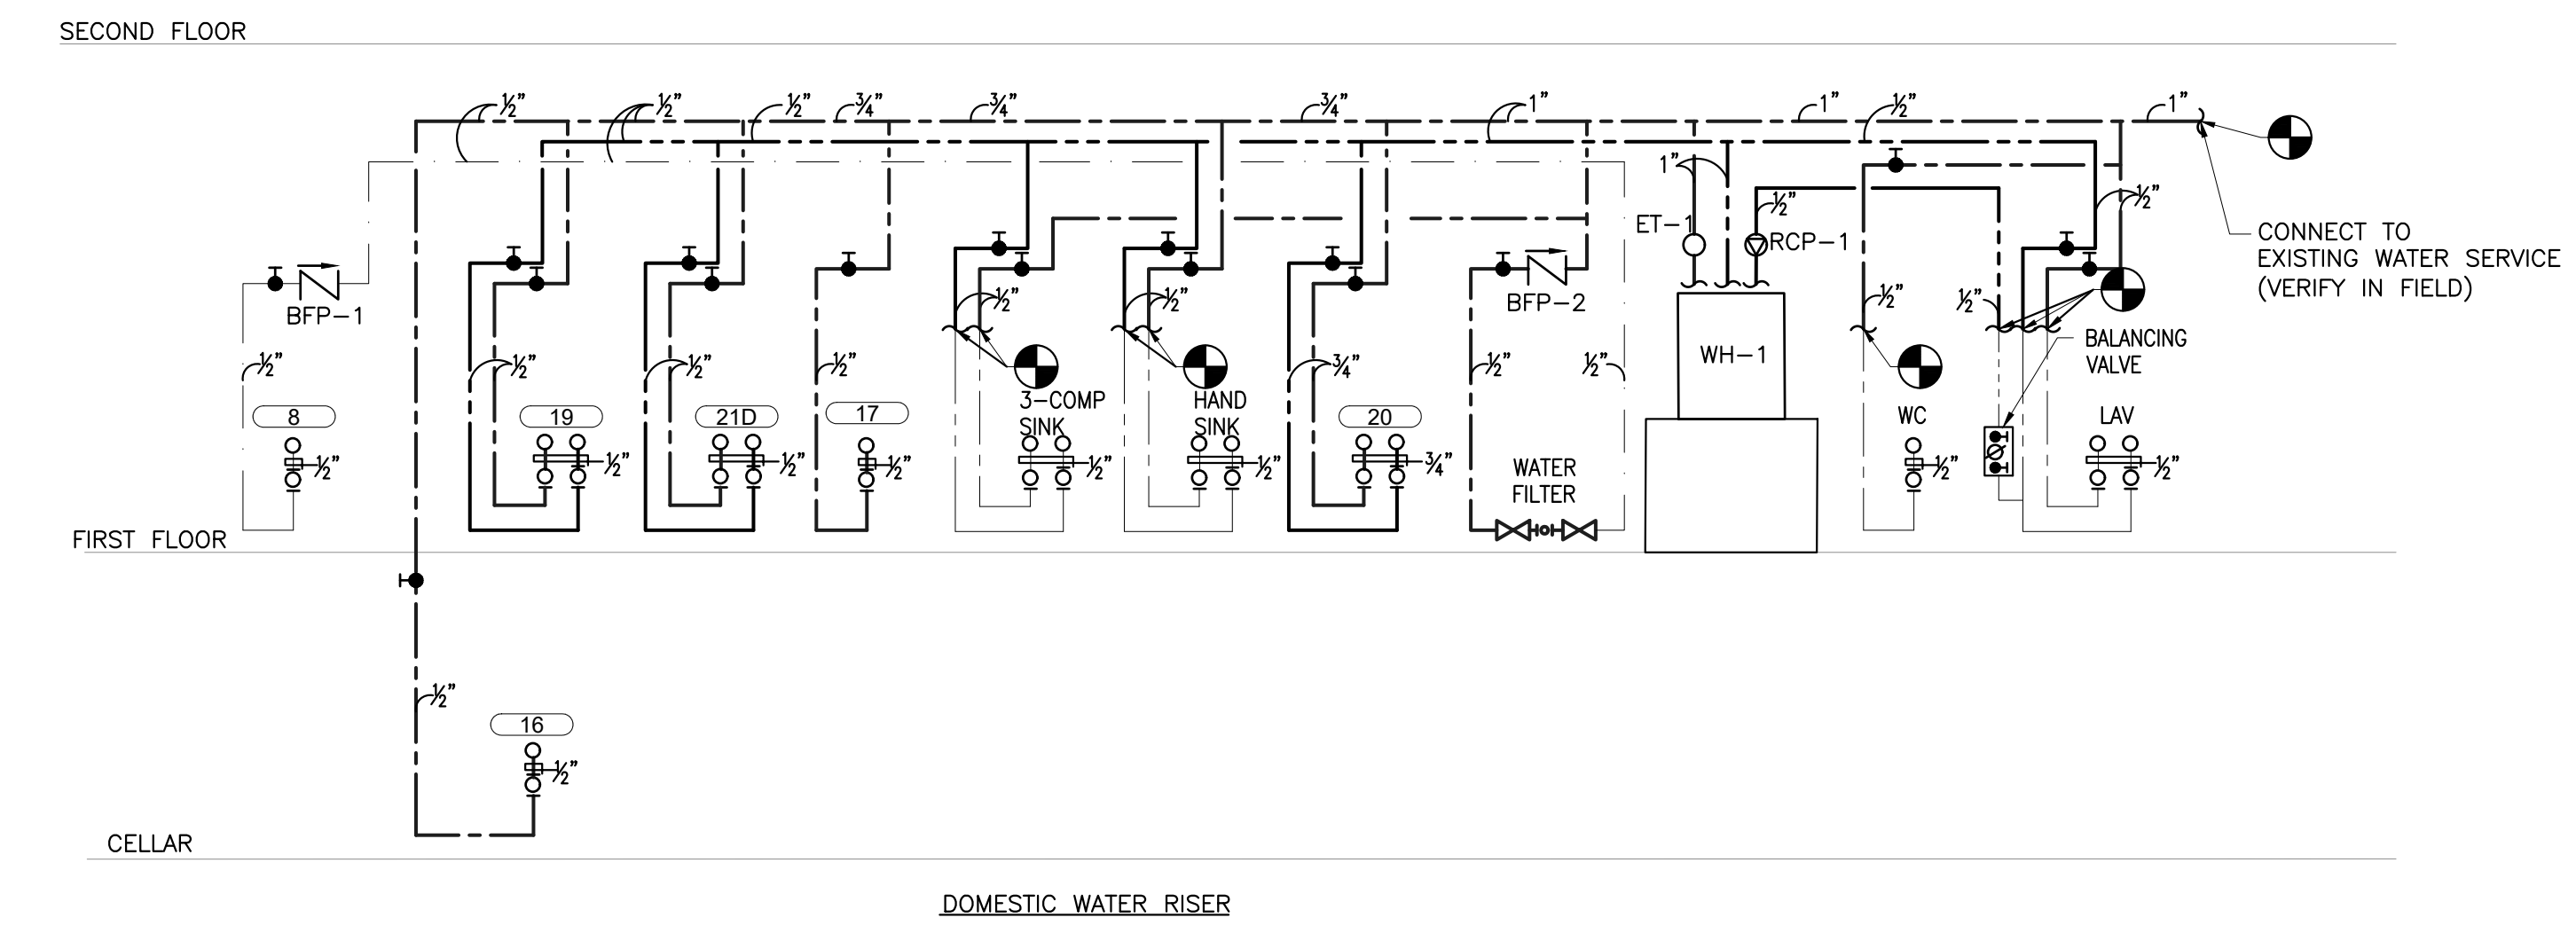 SECOND FLOOR
½" ½" ½" ¾" ¾" ¾" 1" 1" ½" 1"
1"
½" ½"
ET-1
RCP-1
CONNECT TO
EXISTING WATER SERVICE
(VERIFY IN FIELD)
BFP-1
½" ½"
BFP-2
½" ½"
BALANCING
VALVE
WH-1
½" ½" ½" ½" ¾" ½" ½"
8 19 21D 17
3-COMP
SINK
HAND
SINK
20
WC
LAV
½" ½" ½" ½" ½" ½" ¾" ½" ½"
WATER
FILTER
FIRST FLOOR
½"
16
½"
CELLAR
DOMESTIC WATER RISER